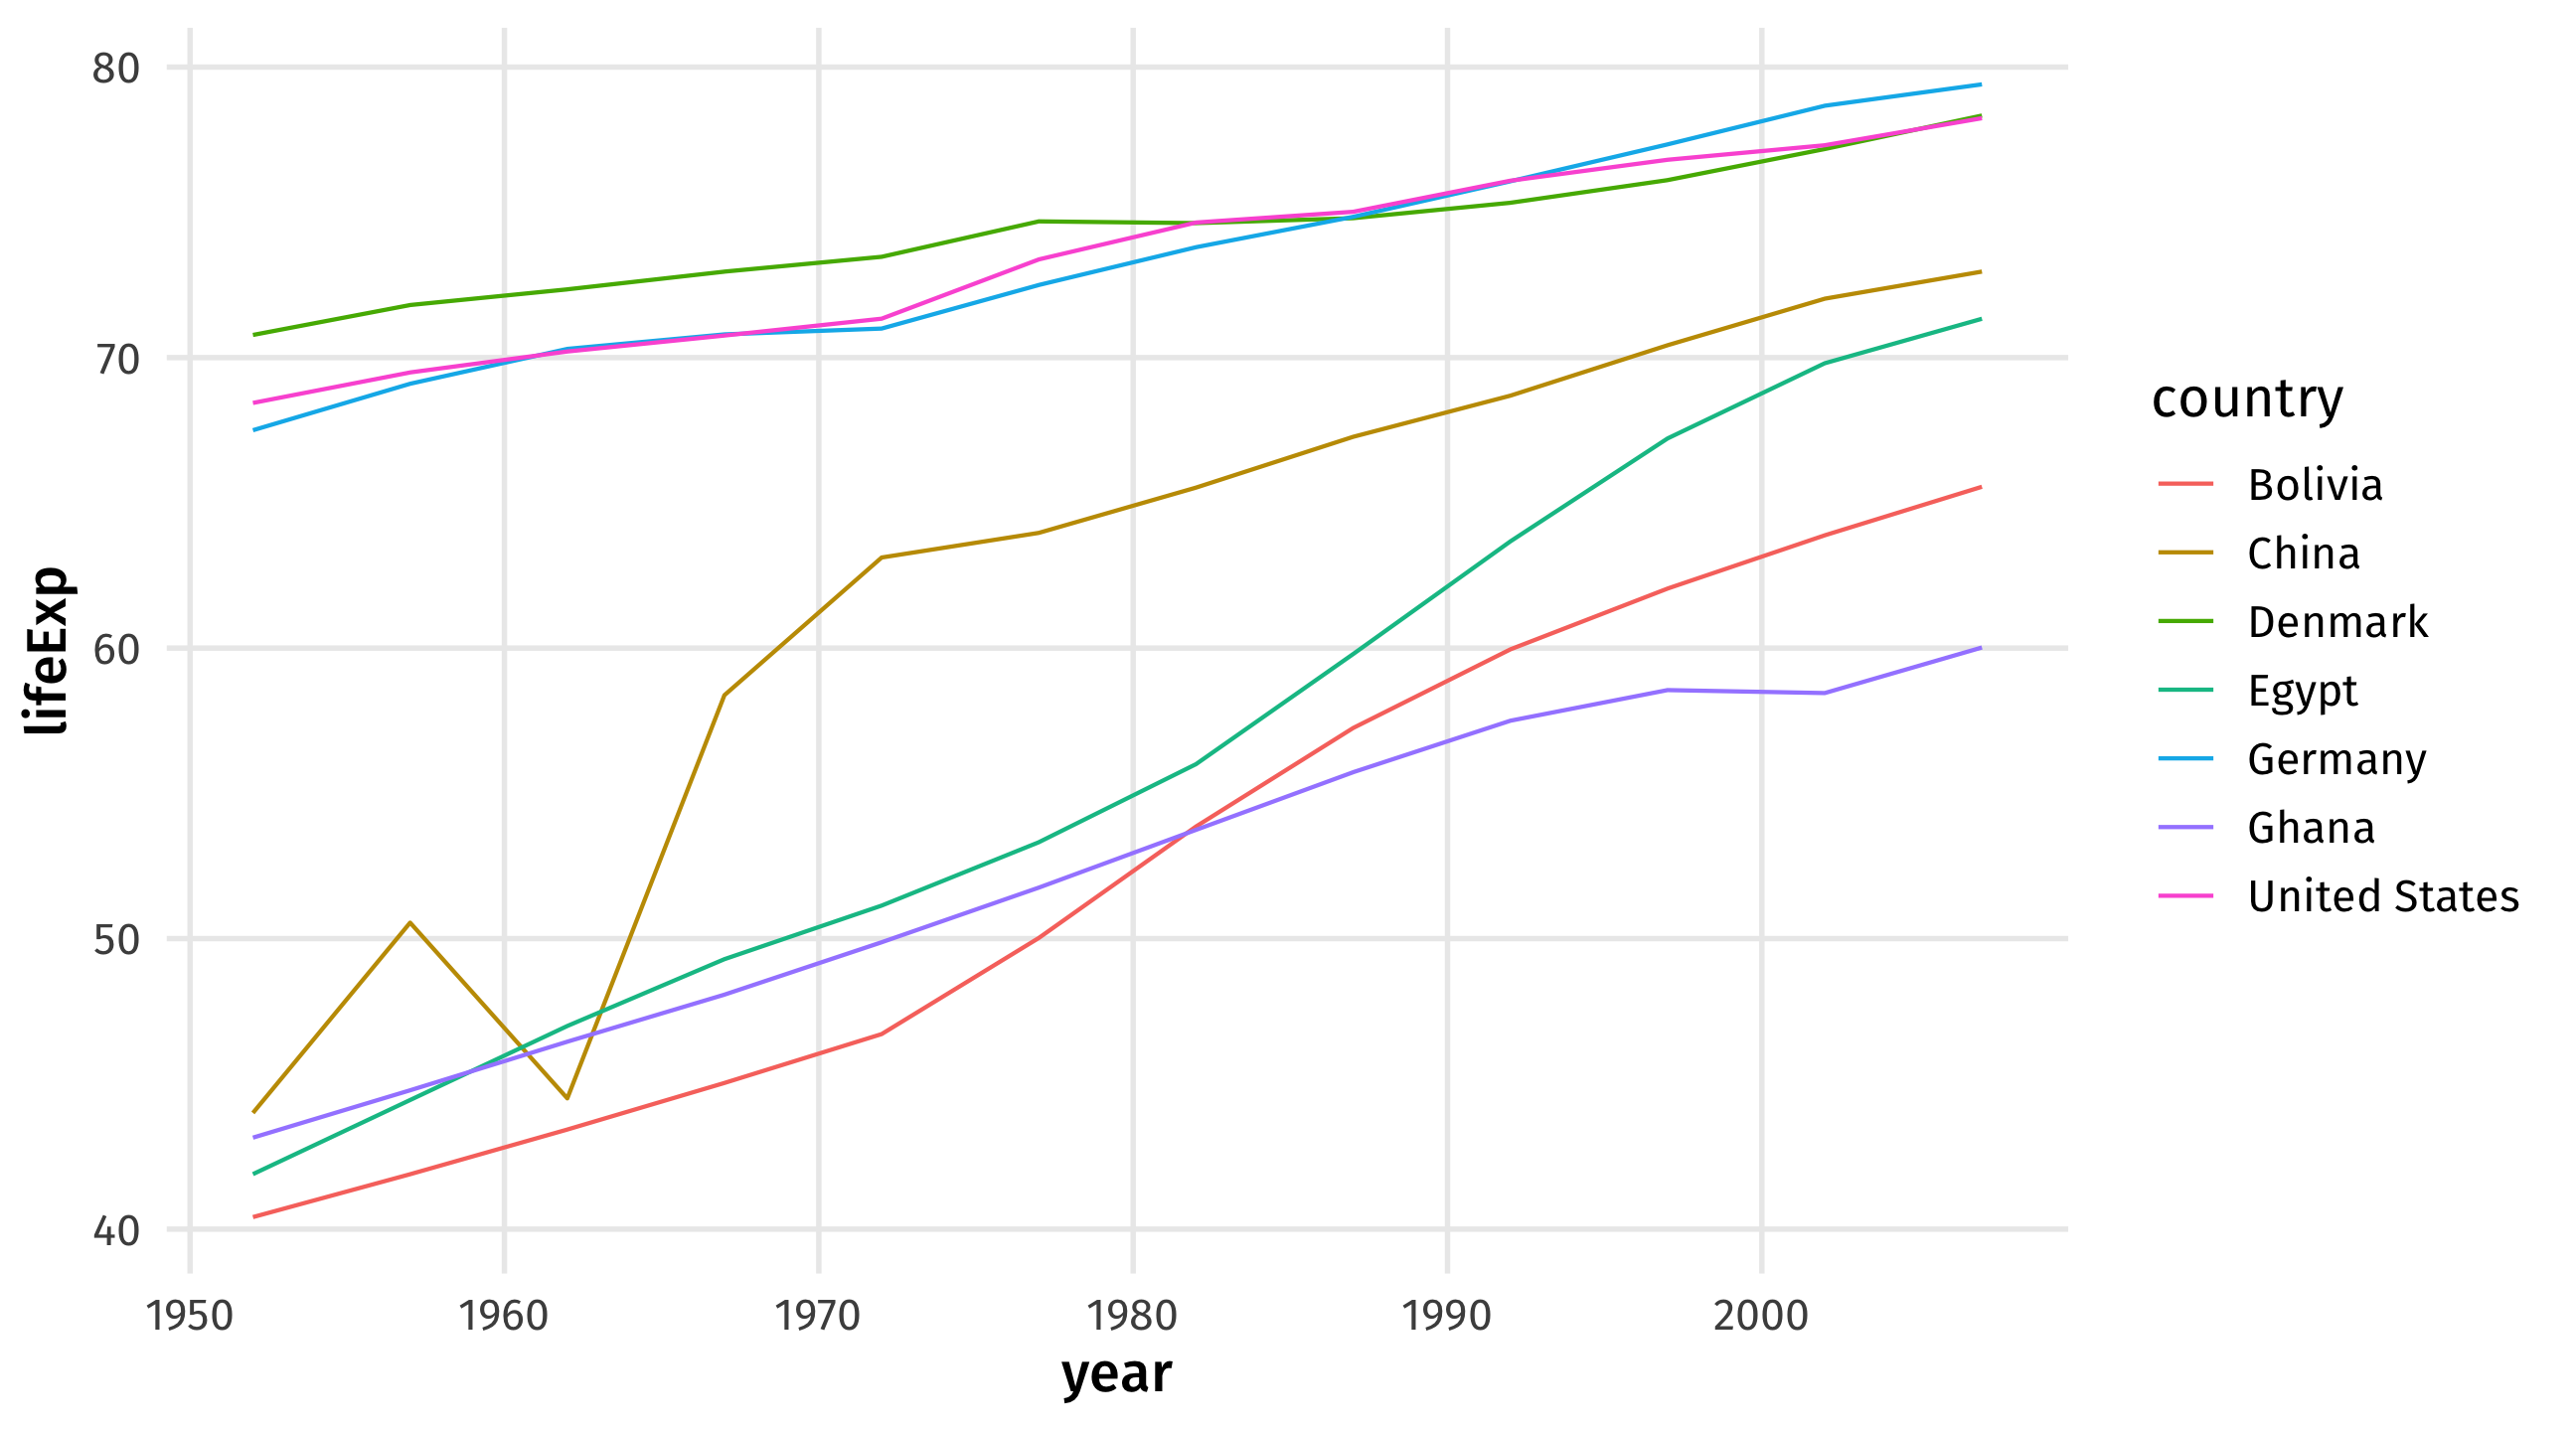 80
70
60
50
40
lifeExp
1950 1960 1970 1980 1990 2000
year
country
Bolivia
China
Denmark
Egypt
Germany
Ghana
United States